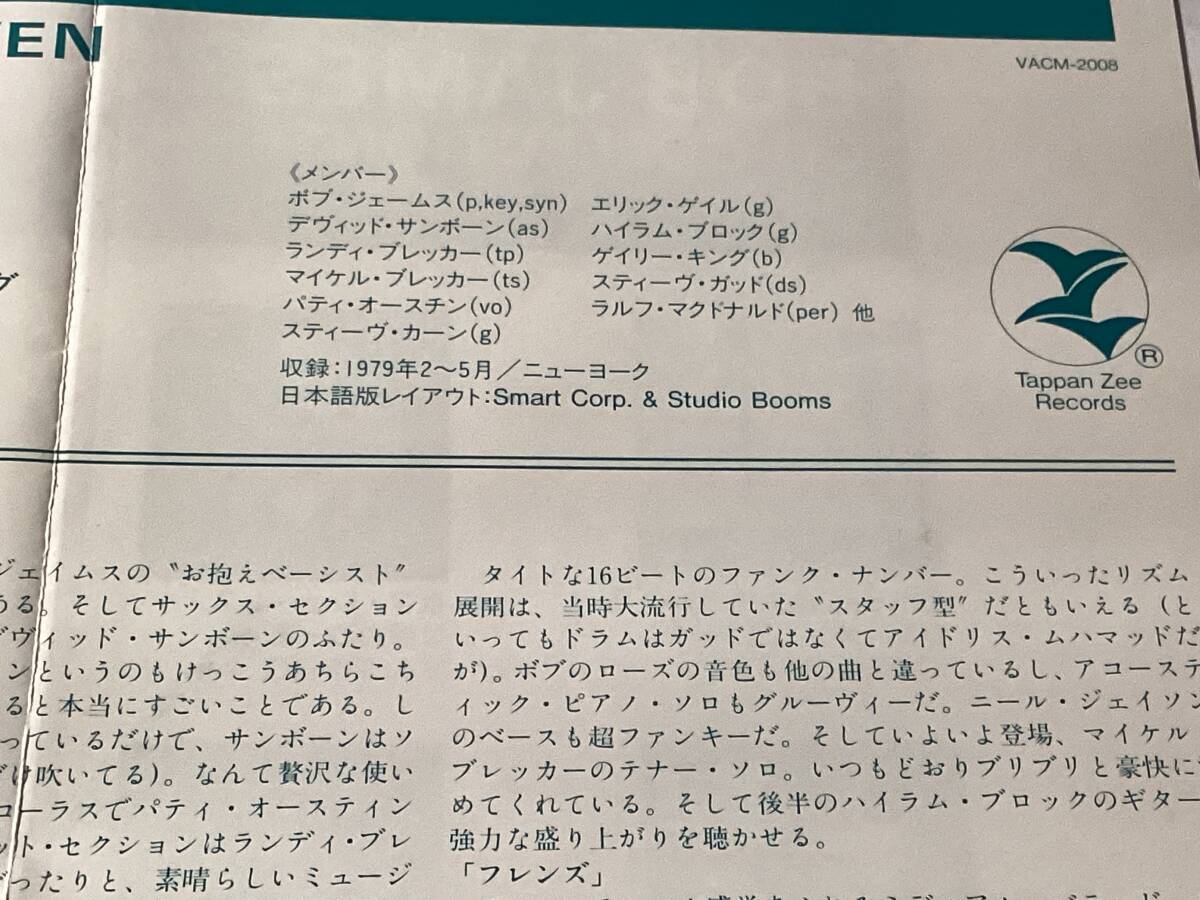 VEN
VACM-2008
《メンバー》
ボブ・ジェームス(p,key,syn)
デヴィッド・サンボーン(as)
ランディ・ブレッカー(tp)
マイケル・ブレッカー(ts)
パティ・オースチン(vo)
スティーヴ・カーン(g)
エリック・ゲイル(g)
ハイラム・ブロック(g)
ゲイリー・キング(b)
スティーヴ・ガッド(ds)
ラルフ・マクドナルド(per) 他
収録:1979年2〜5月/ニューヨーク
日本語版レイアウト:Smart Corp. & Studio Booms
®
Tappan Zee
Records
グ
ジェイムスの〝お抱えベーシスト〟
ある。そしてサックス・セクション
デヴィッド・サンボーンのふたり。
ンというのもけっこうあちらこち
ると本当にすごいことである。し
っているだけで、サンボーンはソ
だけ吹いてる)。なんて贅沢な使い
コーラスでパティ・オースティン
ット・セクションはランディ・ブレ
ぴったりと、素晴らしいミュージ
タイトな16ビートのファンク・ナンバー。こういったリズム
展開は、当時大流行していた〝スタッフ型〟だともいえる(と
いってもドラムはガッドではなくてアイドリス・ムハマッドだ
が)。ボブのローズの音色も他の曲と違っているし、アコーステ
ィック・ピアノ・ソロもグルーヴィーだ。ニール・ジェイソン
のベースも超ファンキーだ。そしていよいよ登場、マイケル・
ブレッカーのテナー・ソロ。いつもどおりブリブリと豪快に
めてくれている。そして後半のハイラム・ブロックのギター
強力な盛り上がりを聴かせる。
「フレンズ」